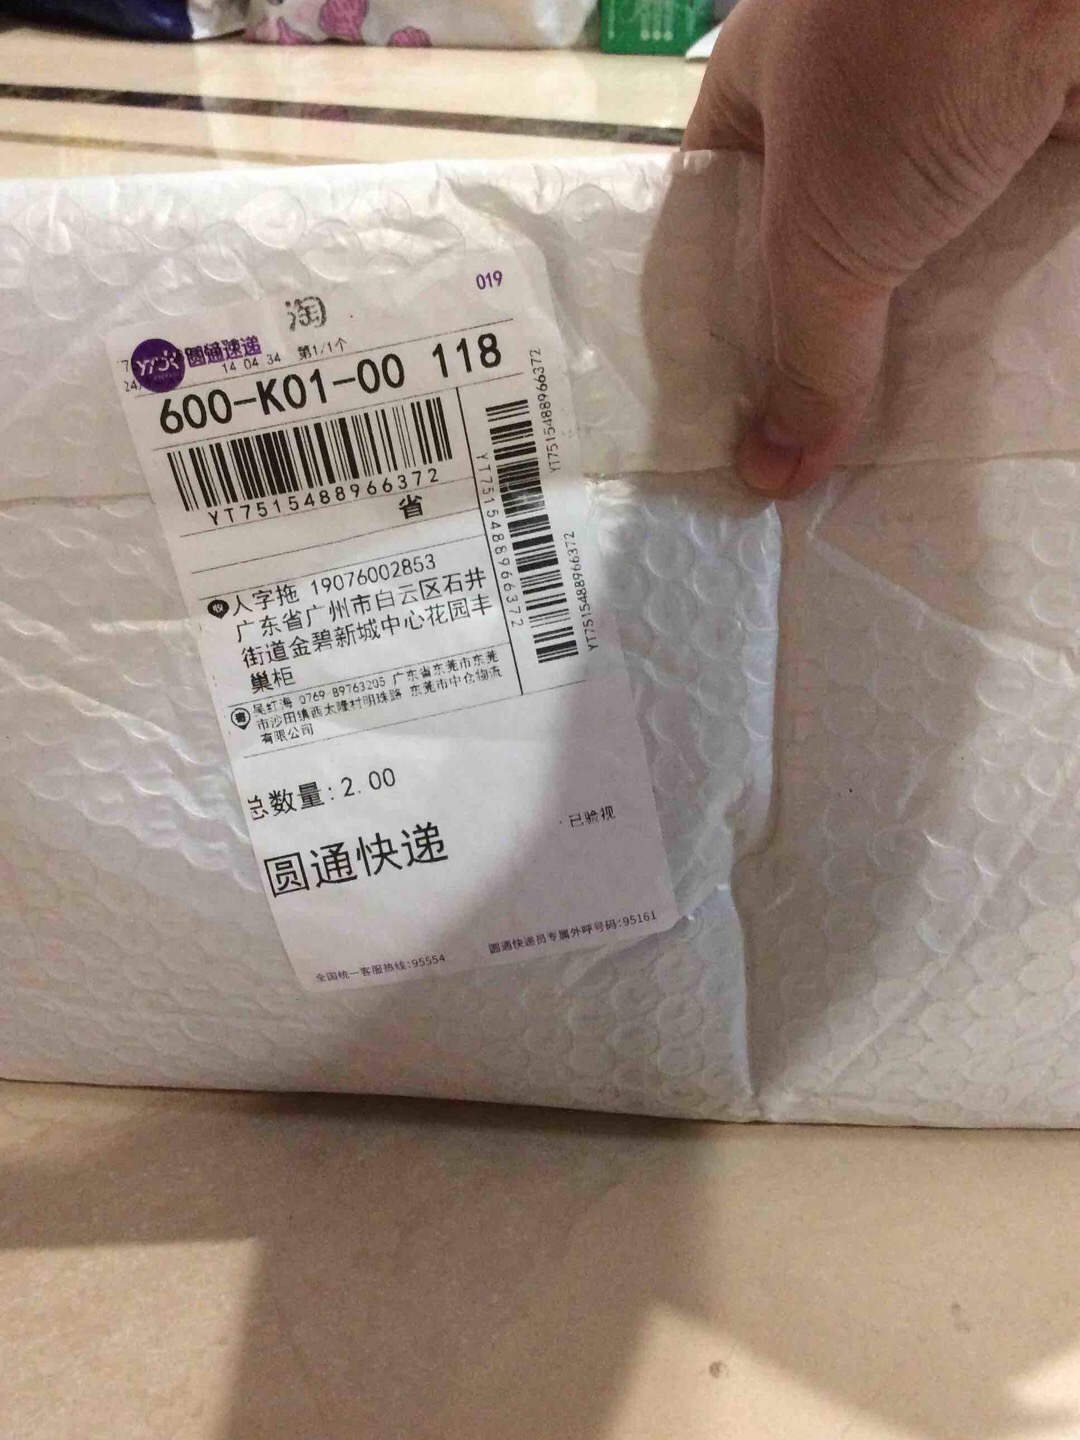 019
淘
圆通速递
14 04 34 第1/1个
600-K01-00 118
YT7515488966372
YT7515488966372
YT7515488966372
YT7515488966372
省
收
人字拖 19076002853
广东省广州市白云区石井
街道金碧新城中心花园丰
巢柜
寄
吴红海 0769-89763205 广东省东莞市东莞
市沙田镇西太隆村明珠路 东莞市中仓物流
有限公司
总数量:2.00
已验视
圆通快递
全国统一客服热线:95554
圆通快递员专属外呼号码:95161